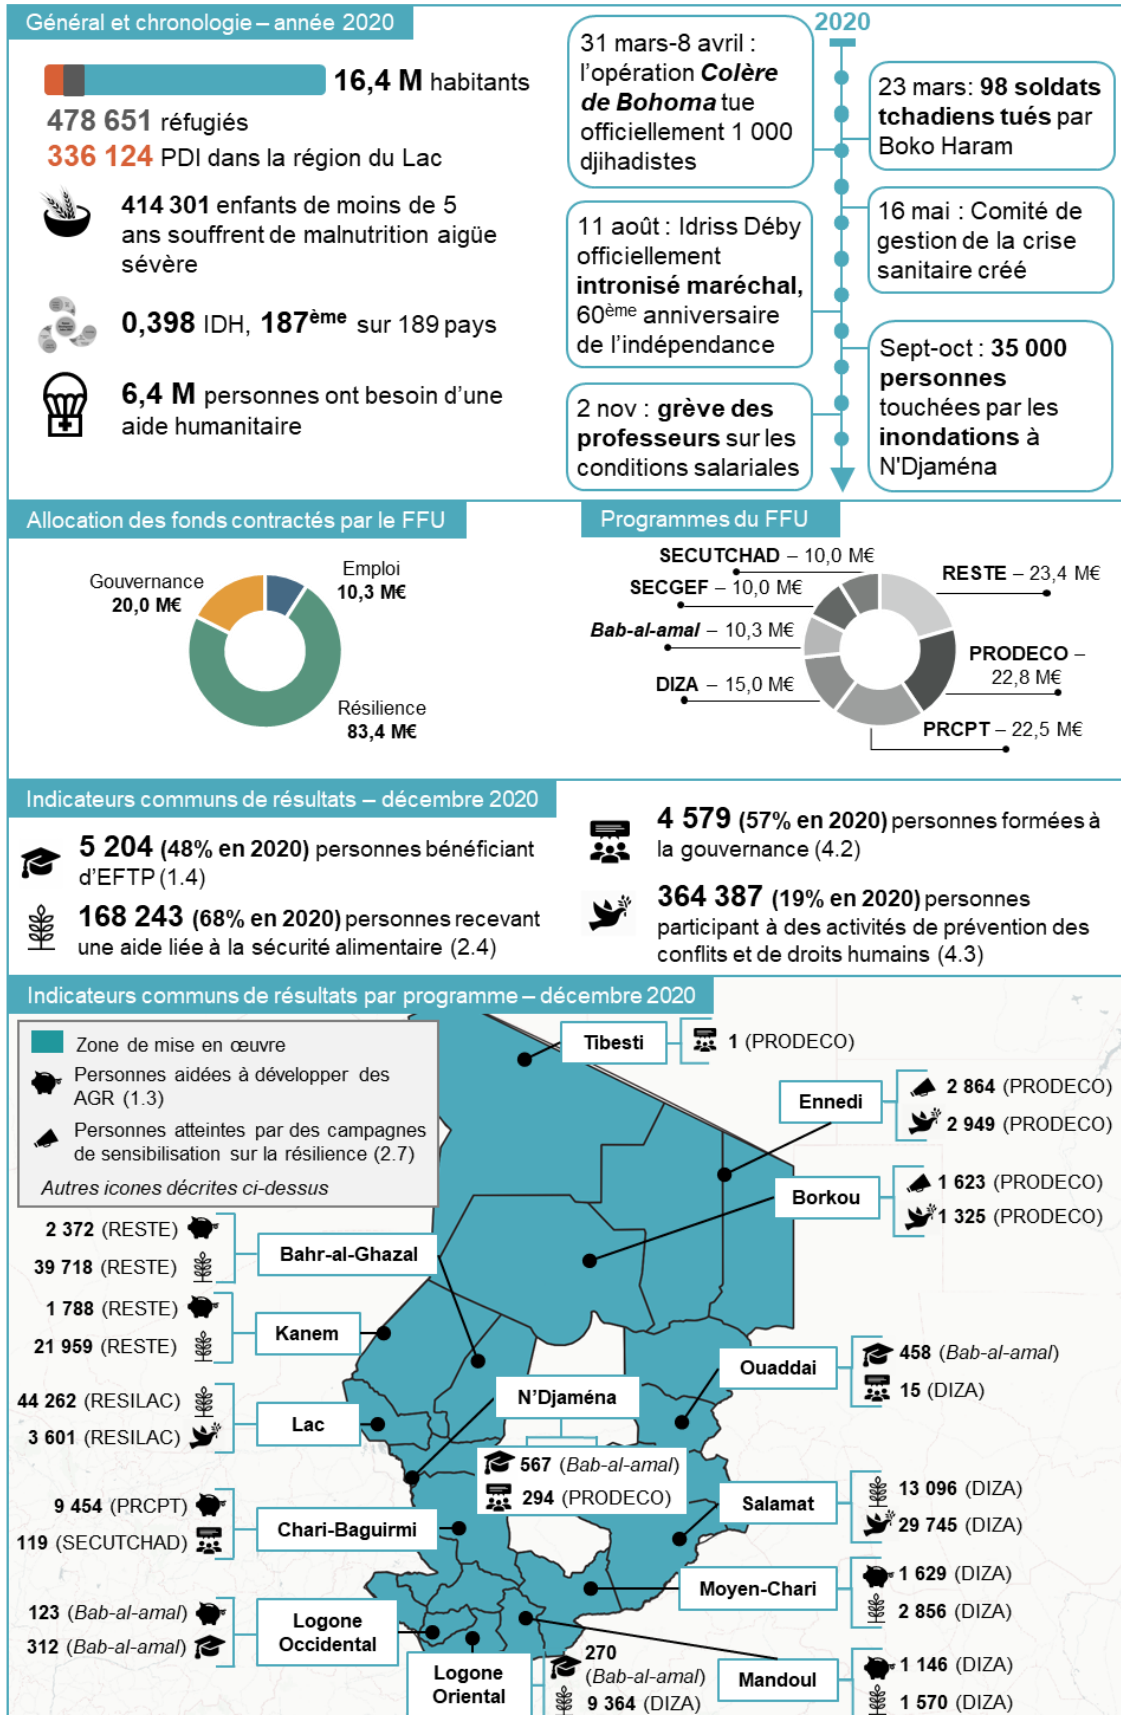 Général et chronologie – année 2020
16,4 M habitants
478 651 réfugiés
336 124 PDI dans la région du Lac
414 301 enfants de moins de 5
ans souffrent de malnutrition aigüe
sévère
0,398 IDH, 187ème sur 189 pays
6,4 M personnes ont besoin d'une
aide humanitaire
2020
31 mars-8 avril :
l'opération Colère
de Bohoma tue
officiellement 1 000
djihadistes
23 mars: 98 soldats
tchadiens tués par
Boko Haram
11 août : Idriss Déby
officiellement
intronisé maréchal,
60ème anniversaire
de l'indépendance
16 mai : Comité de
gestion de la crise
sanitaire créé
2 nov : grève des
professeurs sur les
conditions salariales
Sept-oct : 35 000
personnes
touchées par les
inondations à
N'Djaména
Allocation des fonds contractés par le FFU
Gouvernance
20,0 M€
Emploi
10,3 M€
Résilience
83,4 M€
Programmes du FFU
SECUTCHAD – 10,0 M€
SECGEF – 10,0 M€
Bab-al-amal – 10,3 M€
DIZA – 15,0 M€
RESTE – 23,4 M€
PRODECO –
22,8 M€
PRCPT – 22,5 M€
Indicateurs communs de résultats – décembre 2020
5 204 (48% en 2020) personnes bénéficiant
d'EFTP (1.4)
168 243 (68% en 2020) personnes recevant
une aide liée à la sécurité alimentaire (2.4)
4 579 (57% en 2020) personnes formées à
la gouvernance (4.2)
364 387 (19% en 2020) personnes
participant à des activités de prévention des
conflits et de droits humains (4.3)
Indicateurs communs de résultats par programme – décembre 2020
Zone de mise en œuvre
Personnes aidées à développer des
AGR (1.3)
Personnes atteintes par des campagnes
de sensibilisation sur la résilience (2.7)
Autres icones décrites ci-dessus
Tibesti
1 (PRODECO)
Ennedi
2 864 (PRODECO)
2 949 (PRODECO)
Borkou
1 623 (PRODECO)
1 325 (PRODECO)
2 372 (RESTE)
39 718 (RESTE)
Bahr-al-Ghazal
1 788 (RESTE)
21 959 (RESTE)
Kanem
44 262 (RESILAC)
3 601 (RESILAC)
Lac
N'Djaména
567 (Bab-al-amal)
294 (PRODECO)
Ouaddai
458 (Bab-al-amal)
15 (DIZA)
9 454 (PRCPT)
119 (SECUTCHAD)
Chari-Baguirmi
Salamat
13 096 (DIZA)
29 745 (DIZA)
Moyen-Chari
1 629 (DIZA)
2 856 (DIZA)
123 (Bab-al-amal)
312 (Bab-al-amal)
Logone
Occidental
Logone
Oriental
270
(Bab-al-amal)
9 364 (DIZA)
Mandoul
1 146 (DIZA)
1 570 (DIZA)